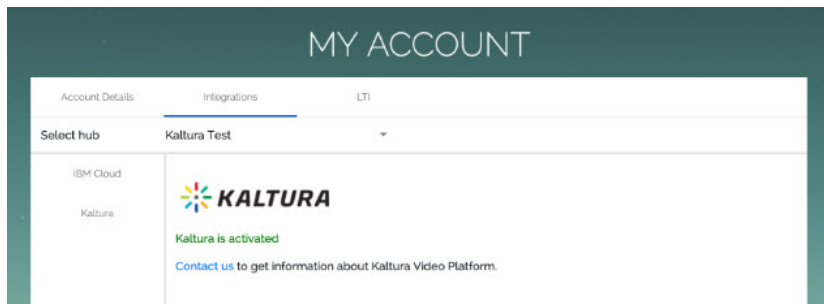 MY ACCOUNT
Account Details Integrations LTI
Select hub Kaltura Test
IBM Cloud
Kaltura
KALTURA
Kaltura is activated
Contact us to get information about Kaltura Video Platform.